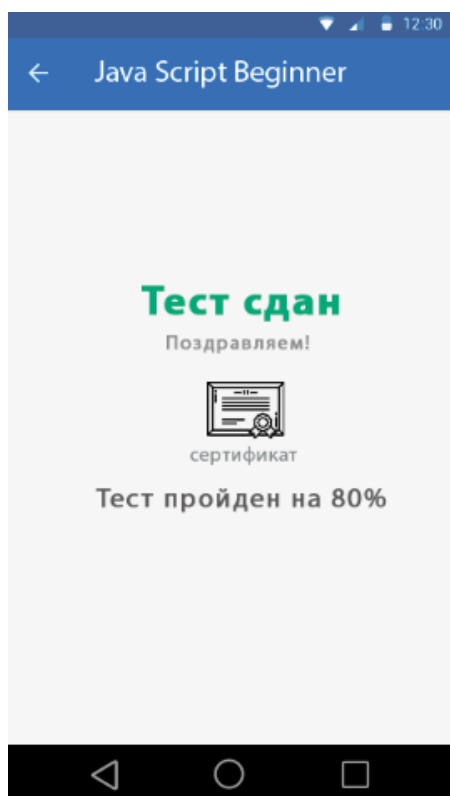 12:30
Java Script Beginner
Тест сдан
Поздравляем!
сертификат
Тест пройден на 80%